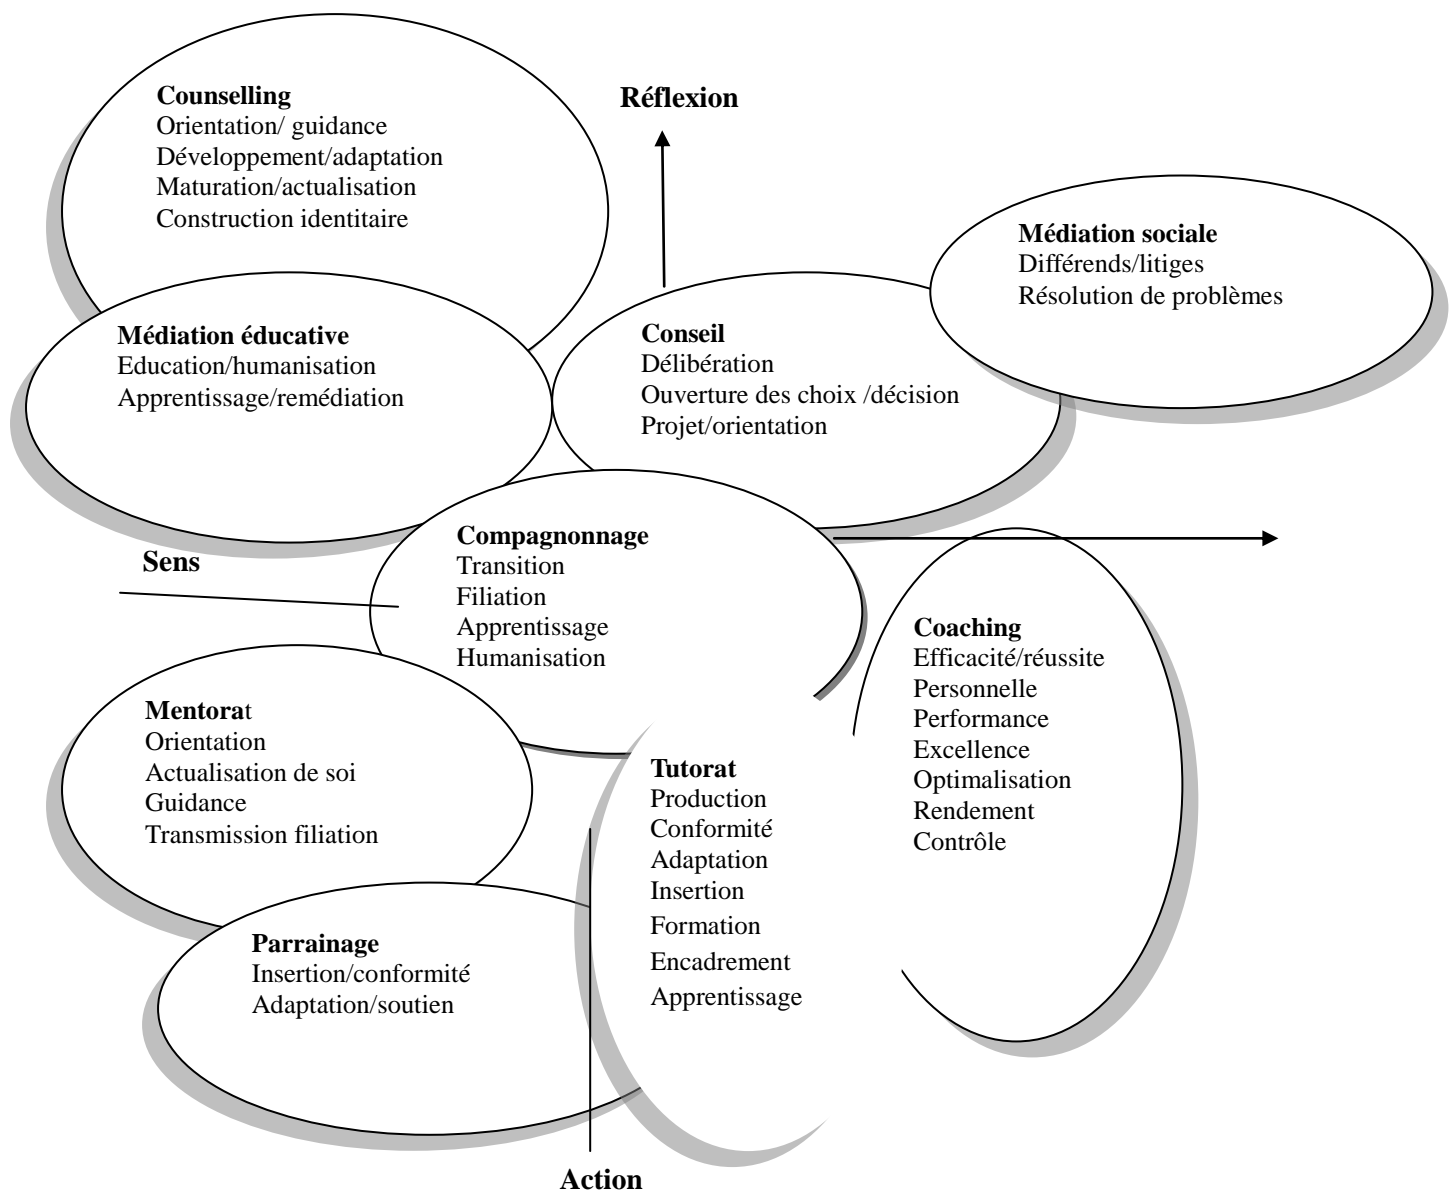 Counselling
Orientation/ guidance
Développement/adaptation
Maturation/actualisation
Construction identitaire
Réflexion
Médiation sociale
Différends/litiges
Résolution de problèmes
Médiation éducative
Education/humanisation
Apprentissage/remédiation
Conseil
Délibération
Ouverture des choix /décision
Projet/orientation
Sens
Compagnonnage
Transition
Filiation
Apprentissage
Humanisation
Coaching
Efficacité/réussite
Personnelle
Performance
Excellence
Optimalisation
Rendement
Contrôle
Mentorat
Orientation
Actualisation de soi
Guidance
Transmission filiation
Tutorat
Production
Conformité
Adaptation
Insertion
Formation
Encadrement
Apprentissage
Parrainage
Insertion/conformité
Adaptation/soutien
Action